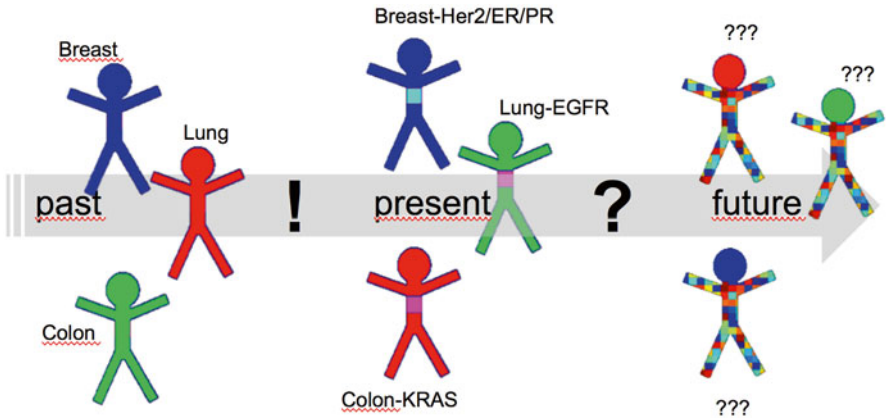 Breast
Lung
past
Colon
!
Breast-Her2/ER/PR
Lung-EGFR
present
Colon-KRAS
?
???
???
future
???